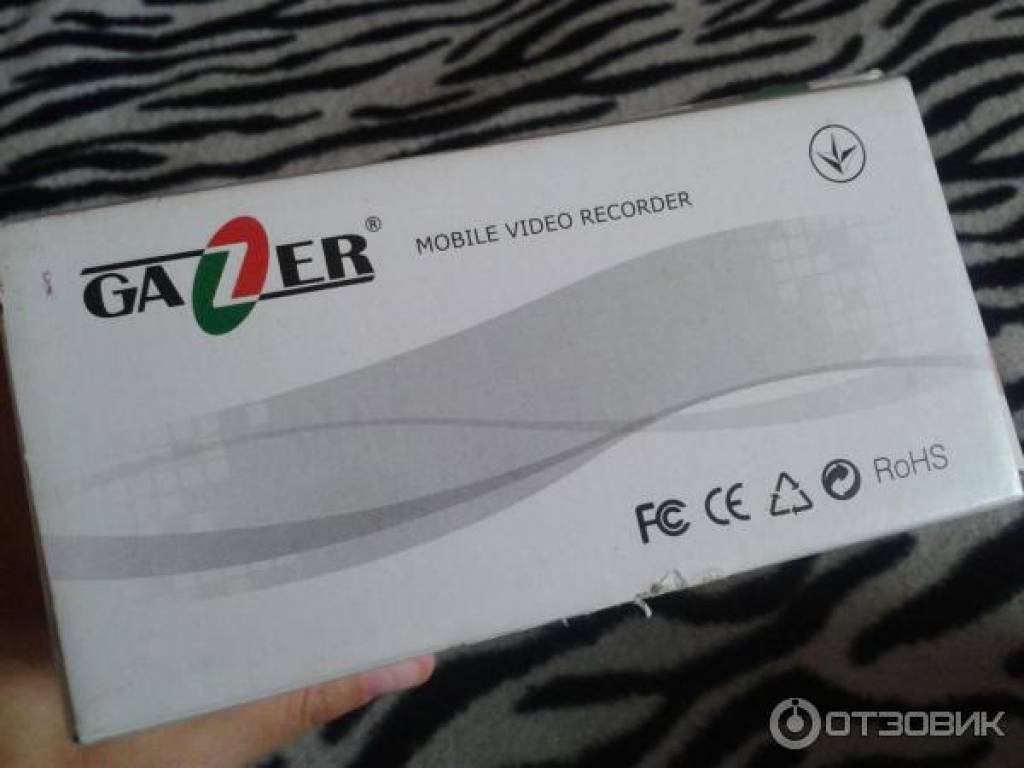 GAZER®
MOBILE VIDEO RECORDER
FC CE RoHS
ОТЗОВИК